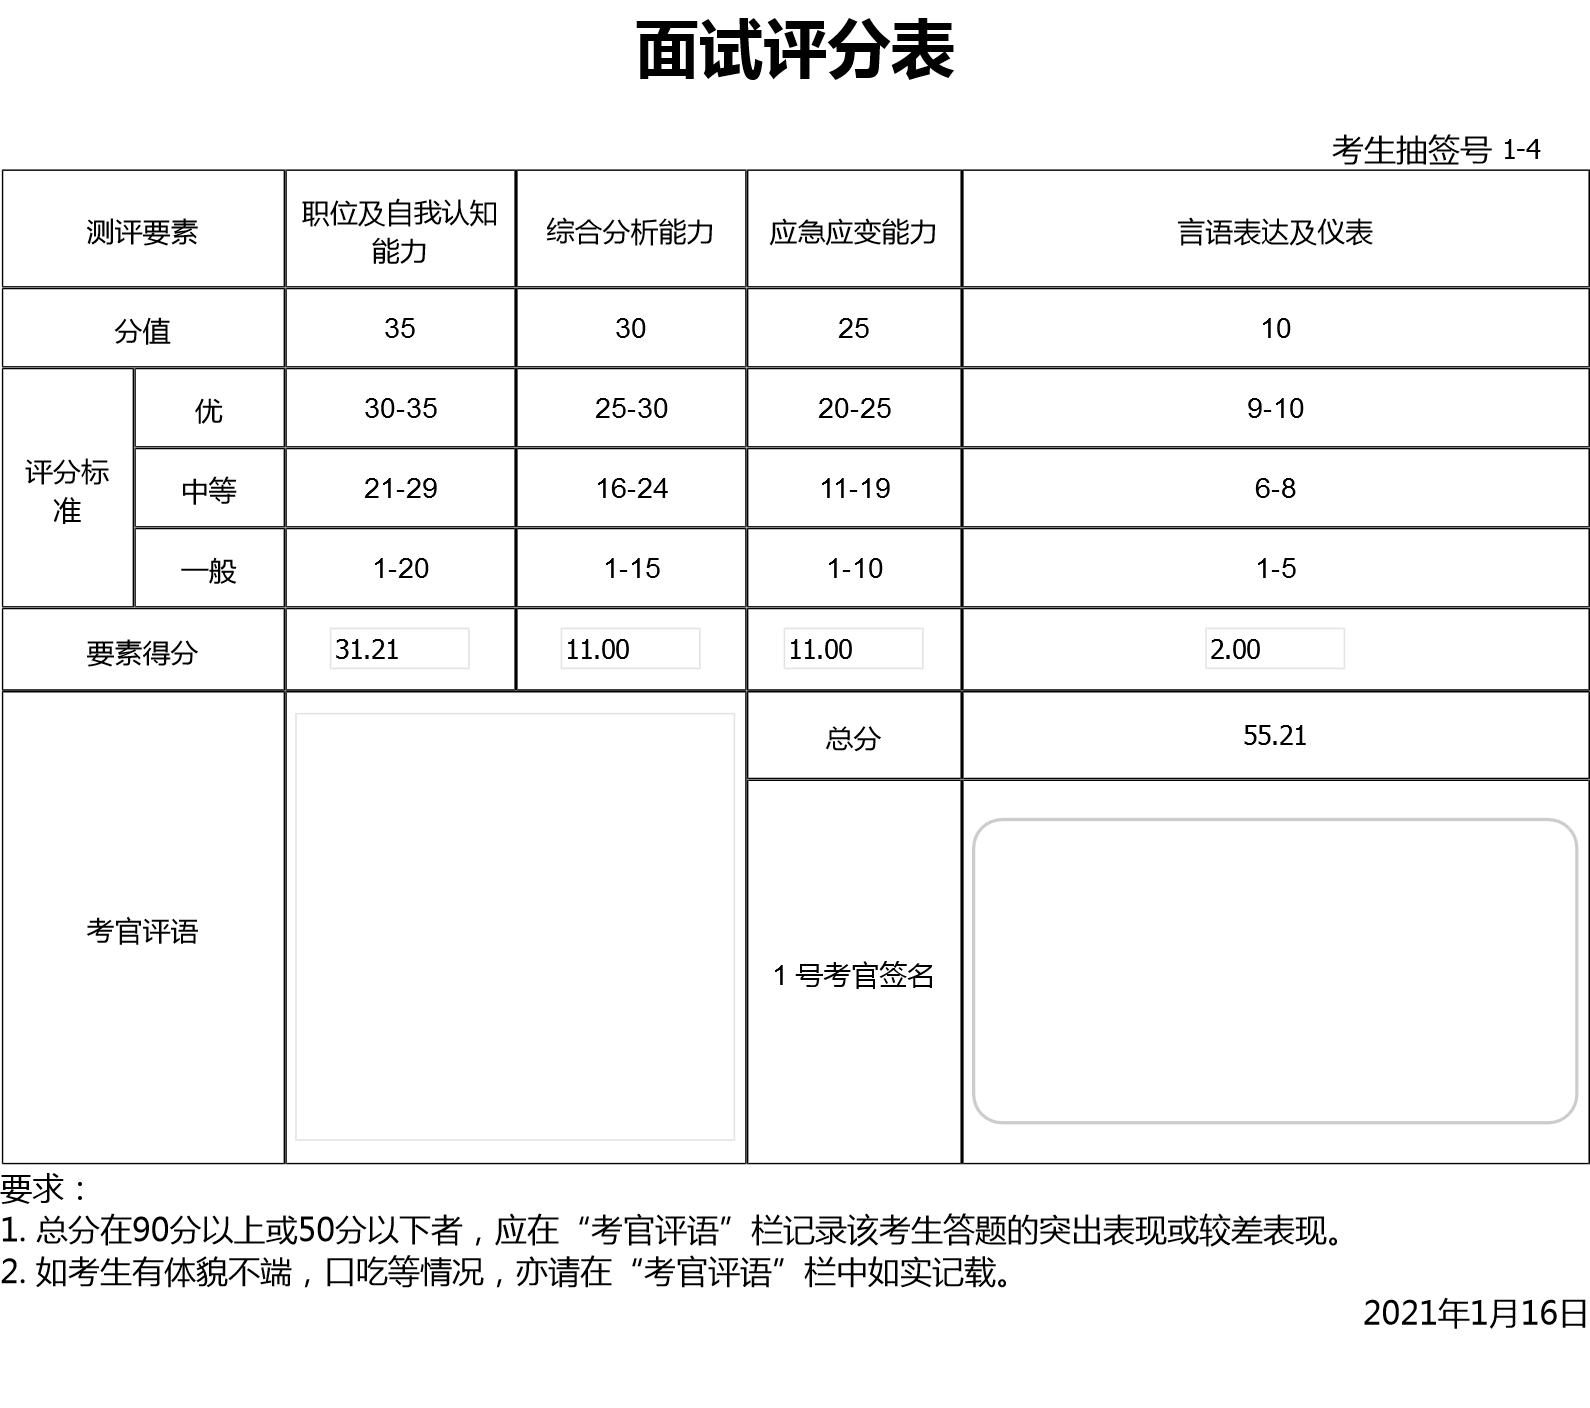 面试评分表
考生抽签号 1-4
测评要素
职位及自我认知
能力
综合分析能力
应急应变能力
言语表达及仪表
分值
35
30
25
10
评分标
准
优
30-35
25-30
20-25
9-10
中等
21-29
16-24
11-19
6-8
一般
1-20
1-15
1-10
1-5
要素得分
31.21
11.00
11.00
2.00
考官评语
总分
55.21
1 号考官签名
要求：
1. 总分在90分以上或50分以下者，应在“考官评语”栏记录该考生答题的突出表现或较差表现。
2. 如考生有体貌不端，口吃等情况，亦请在“考官评语”栏中如实记载。
2021年1月16日